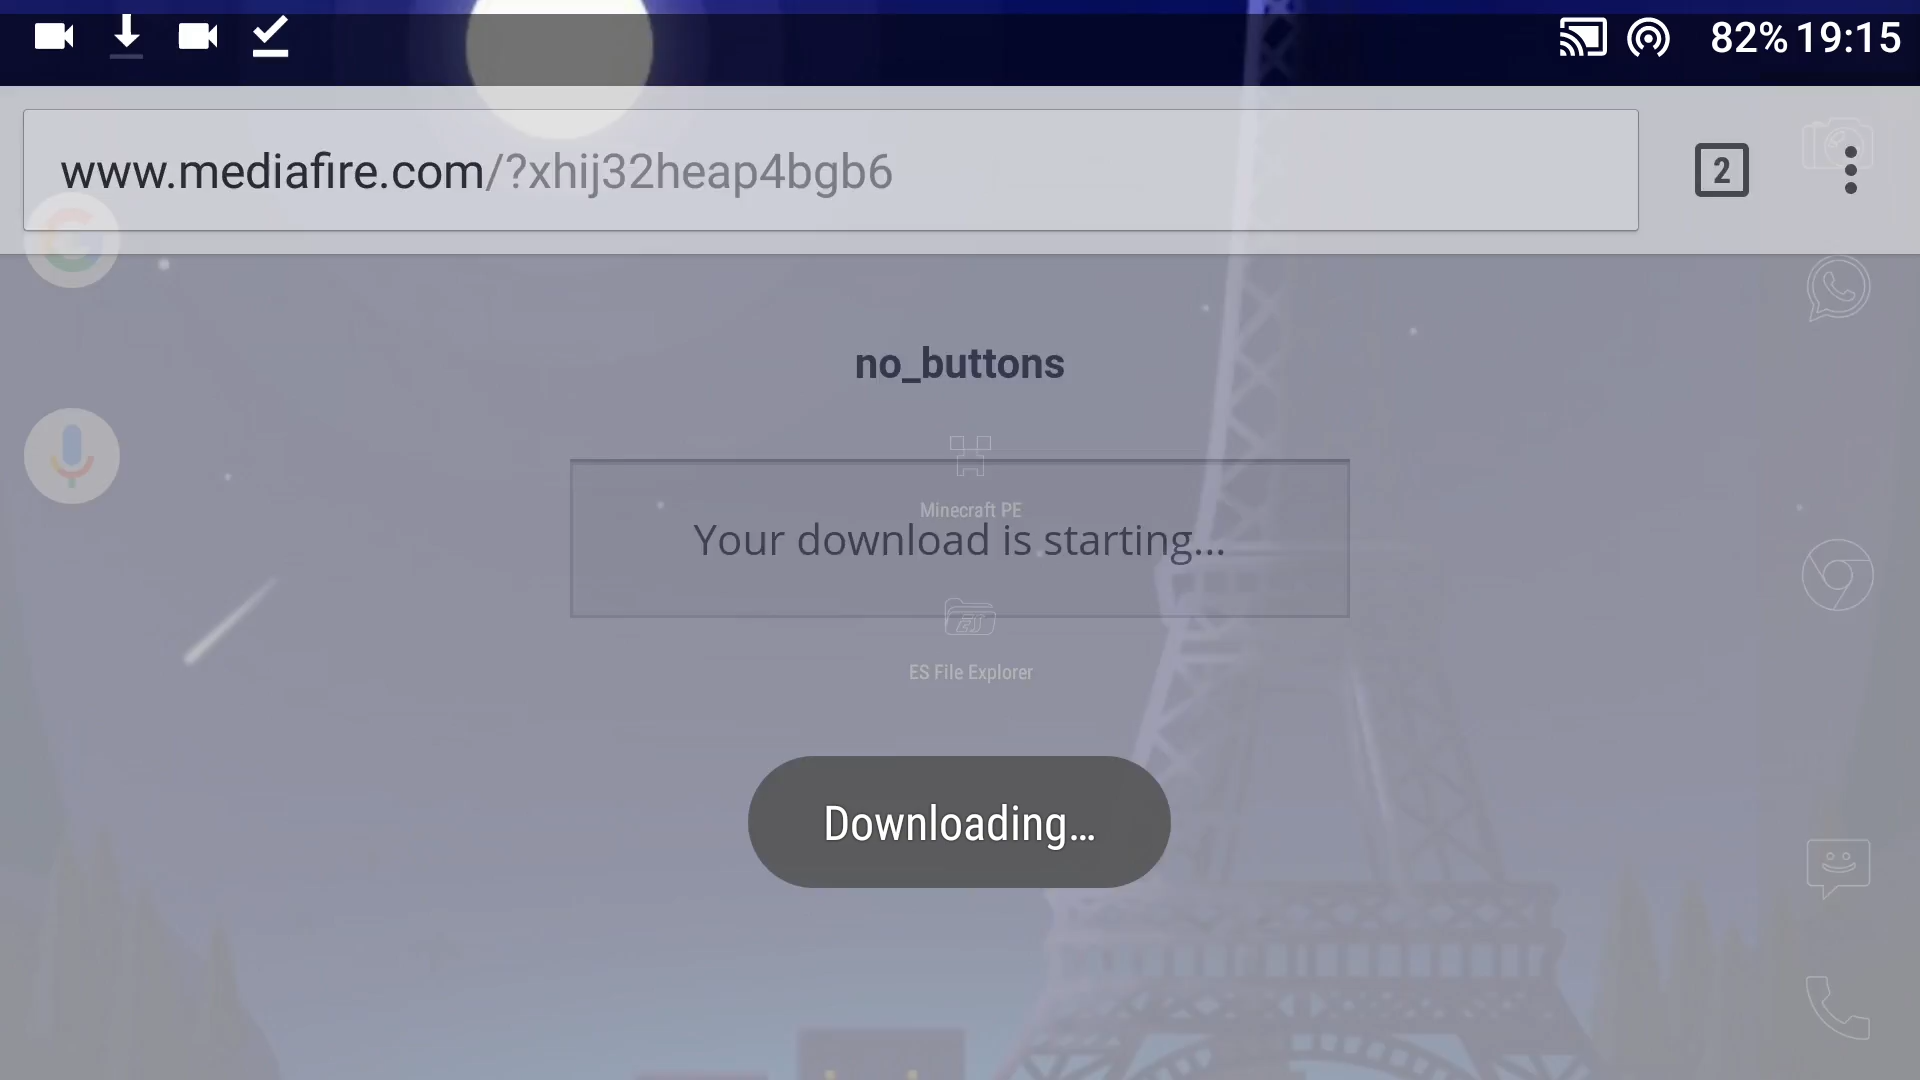 82% 19:15
www.mediafire.com/?xhij32heap4bgb6
2
no_buttons
Minecraft PE
Your download is starting...
ES
ES File Explorer
Downloading...